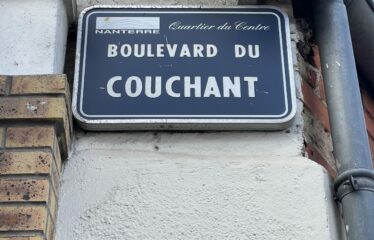 NANTERRE Quartier du Centre
BOULEVARD DU
COUCHANT